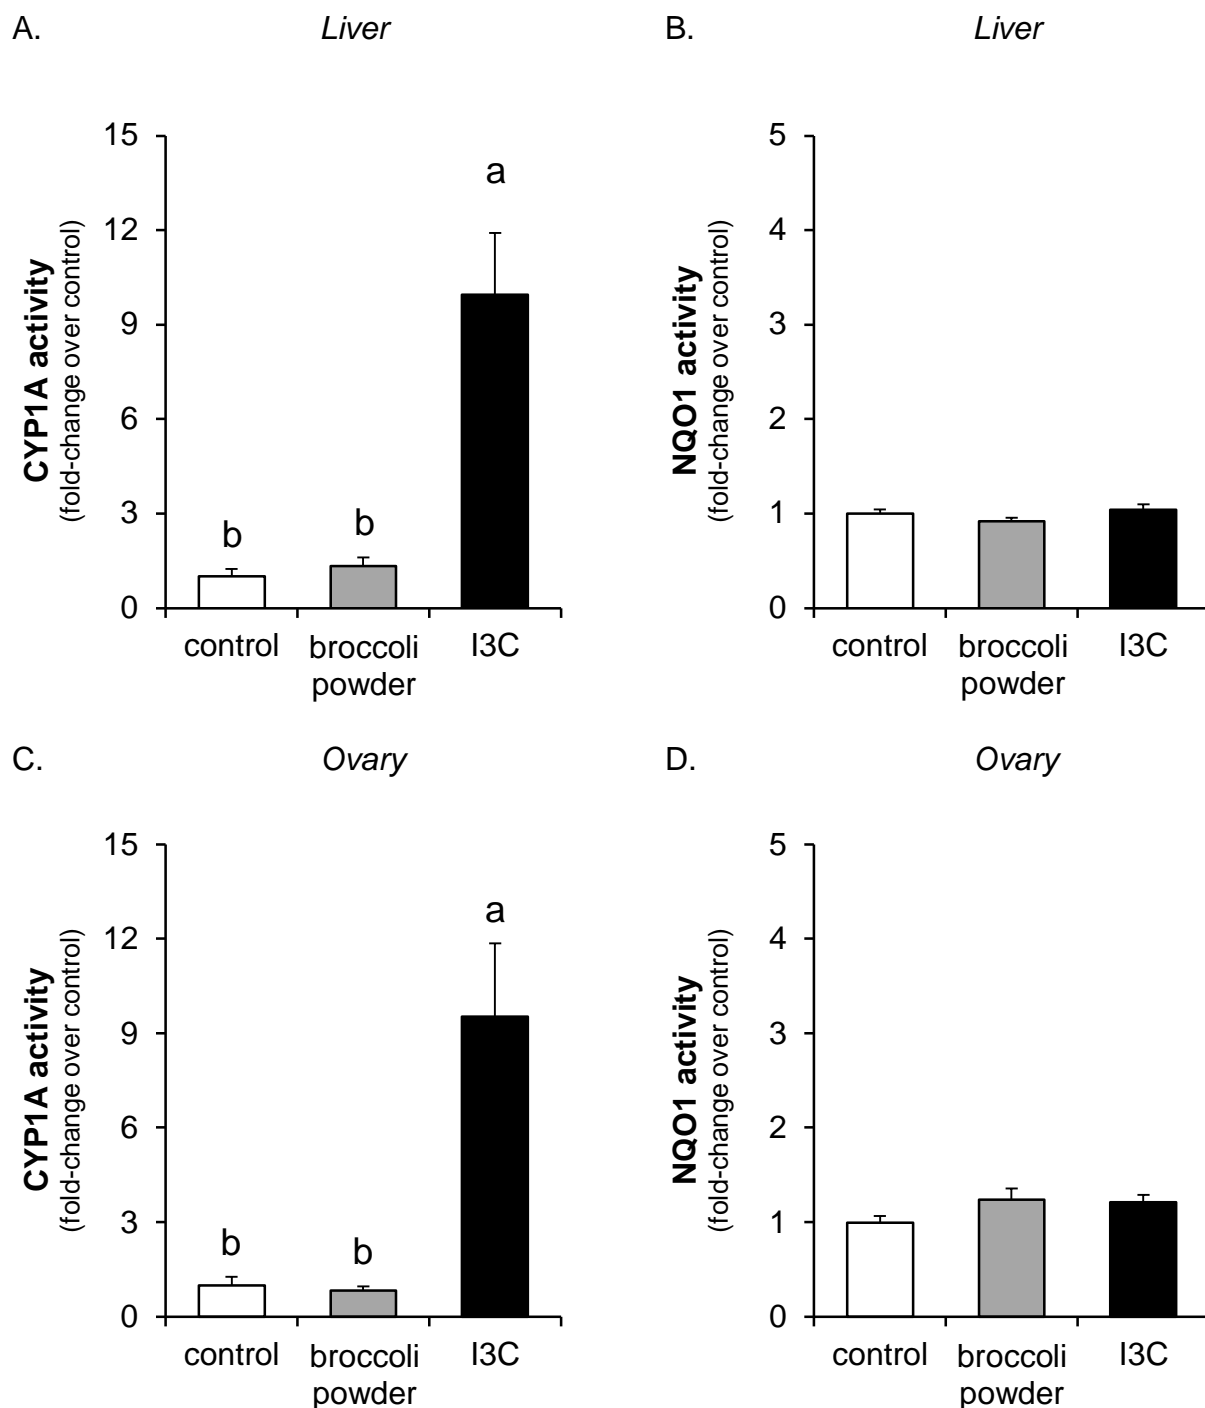 A.
Liver
CYP1A activity
(fold-change over control)
15
12
9
6
3
0
b
b
a
control
broccoli
powder
I3C
B.
Liver
NQO1 activity
(fold-change over control)
5
4
3
2
1
0
control
broccoli
powder
I3C
C.
Ovary
CYP1A activity
(fold-change over control)
15
12
9
6
3
0
b
b
a
control
broccoli
powder
I3C
D.
Ovary
NQO1 activity
(fold-change over control)
5
4
3
2
1
0
control
broccoli
powder
I3C